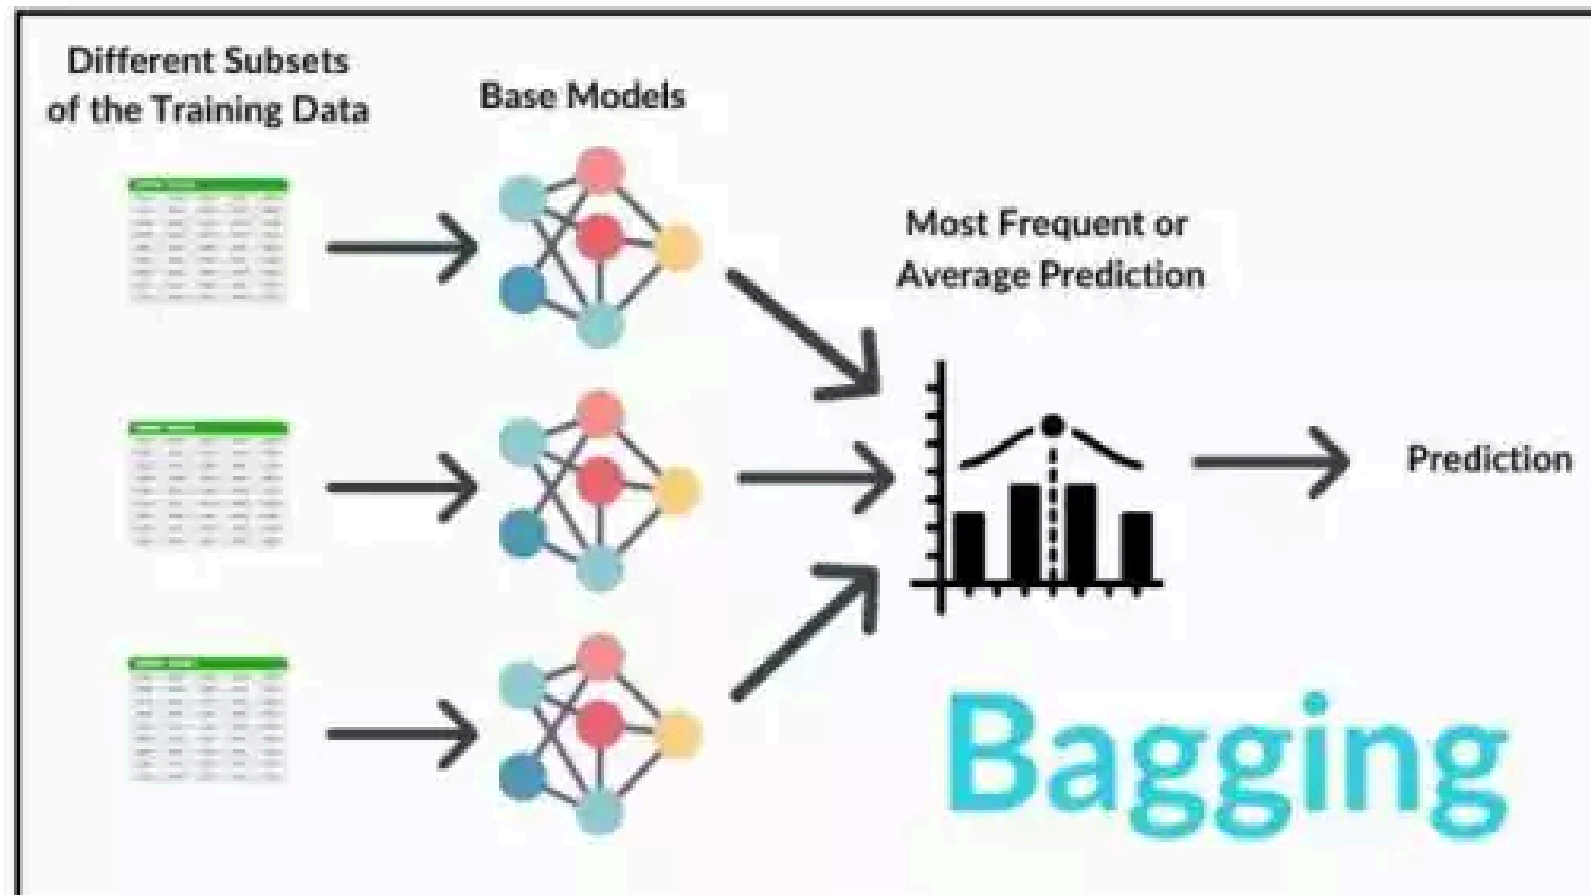 Different Subsets
of the Training Data
Base Models
Most Frequent or
Average Prediction
Prediction
Bagging